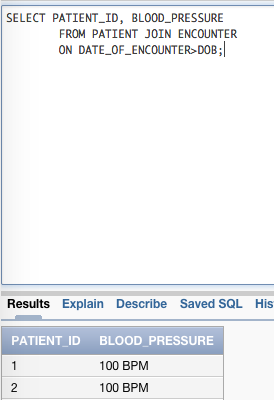 SELECT PATIENT_ID, BLOOD_PRESSURE
FROM PATIENT JOIN ENCOUNTER
ON DATE_OF_ENCOUNTER>DOB;
Results Explain Describe Saved SQL His
PATIENT_ID BLOOD_PRESSURE
1 100 BPM
2 100 BPM